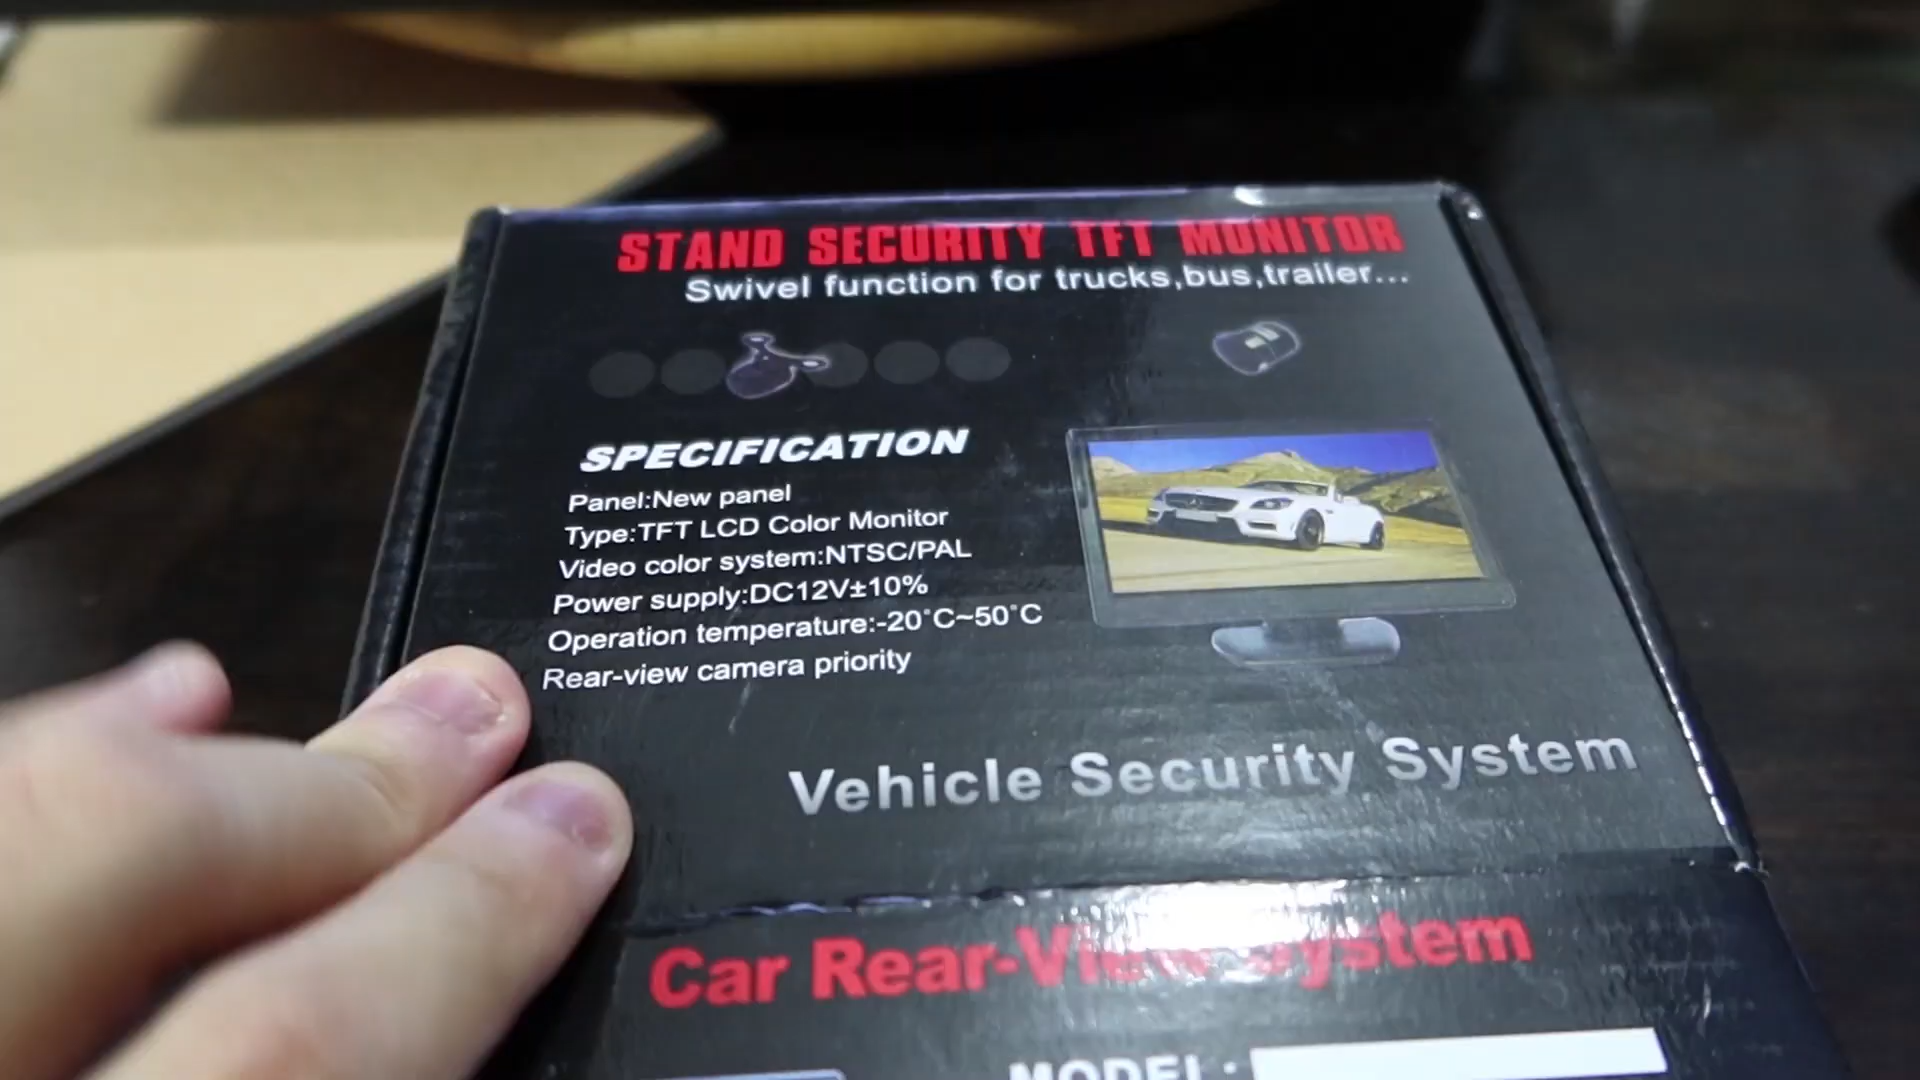 STAND SECURITY TFT MONITOR
Swivel function for trucks,bus,trailer...
SPECIFICATION
Panel:New panel
Type:TFT LCD Color Monitor
Video color system:NTSC/PAL
Power supply:DC12V±10%
Operation temperature:-20°C~50°C
Rear-view camera priority
Vehicle Security System
Car Rear-View System
MODEL: